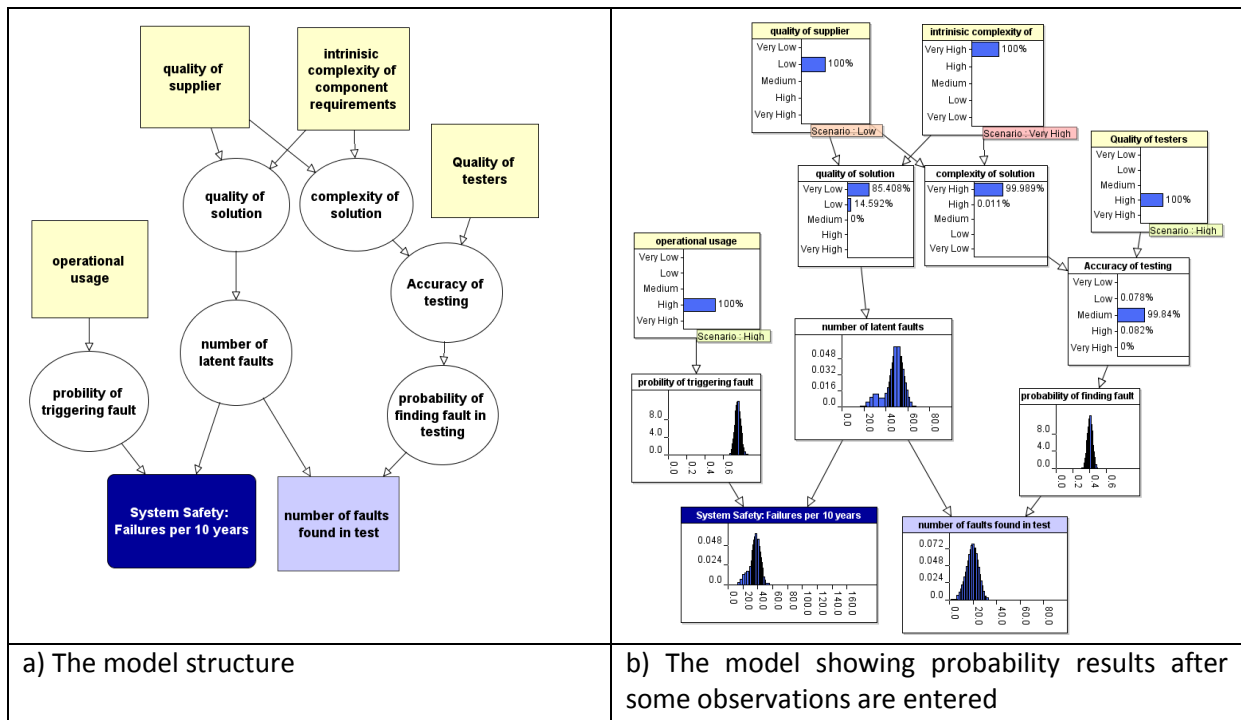 quality of
supplier
intrinisic
complexity of
component
requirements
Quality of
testers
quality of
solution
complexity of
solution
operational
usage
Accuracy of
testing
number of
latent faults
probility of
triggering fault
probability of
finding fault in
testing
System Safety:
Failures per 10 years
number of faults
found in test
a) The model structure
quality of supplier
Very Low
Low
100%
Medium
High
Very High
Scenario : Low
intrinisic complexity of
Very High
100%
High
Medium
Low
Very Low
Scenario : Very High
Quality of testers
Very Low
Low
Medium
High
100%
Very High
Scenario : High
quality of solution
Very Low
85.408%
Low
14.592%
Medium
0%
High
Very High
complexity of solution
Very High
99.989%
High
0.011%
Medium
Low
Very Low
operational usage
Very Low
Low
Medium
High
100%
Very High
Scenario : High
Accuracy of testing
Very Low
Low
0.078%
Medium
99.84%
High
0.082%
Very High
0%
number of latent faults
0.048
0.032
0.016
0.0
0.0
20.0
40.0
60.0
80.0
probility of triggering fault
8.0
4.0
0.0
0.0
0.2
0.4
0.6
0.8
probability of finding fault
8.0
4.0
0.0
0.0
0.2
0.4
0.6
System Safety: Failures per 10 years
0.048
0.024
0.0
0.0
20.0
40.0
60.0
80.0
100.0
120.0
140.0
160.0
number of faults found in test
0.072
0.048
0.024
0.0
0.0
20.0
40.0
60.0
80.0
b) The model showing probability results after
some observations are entered